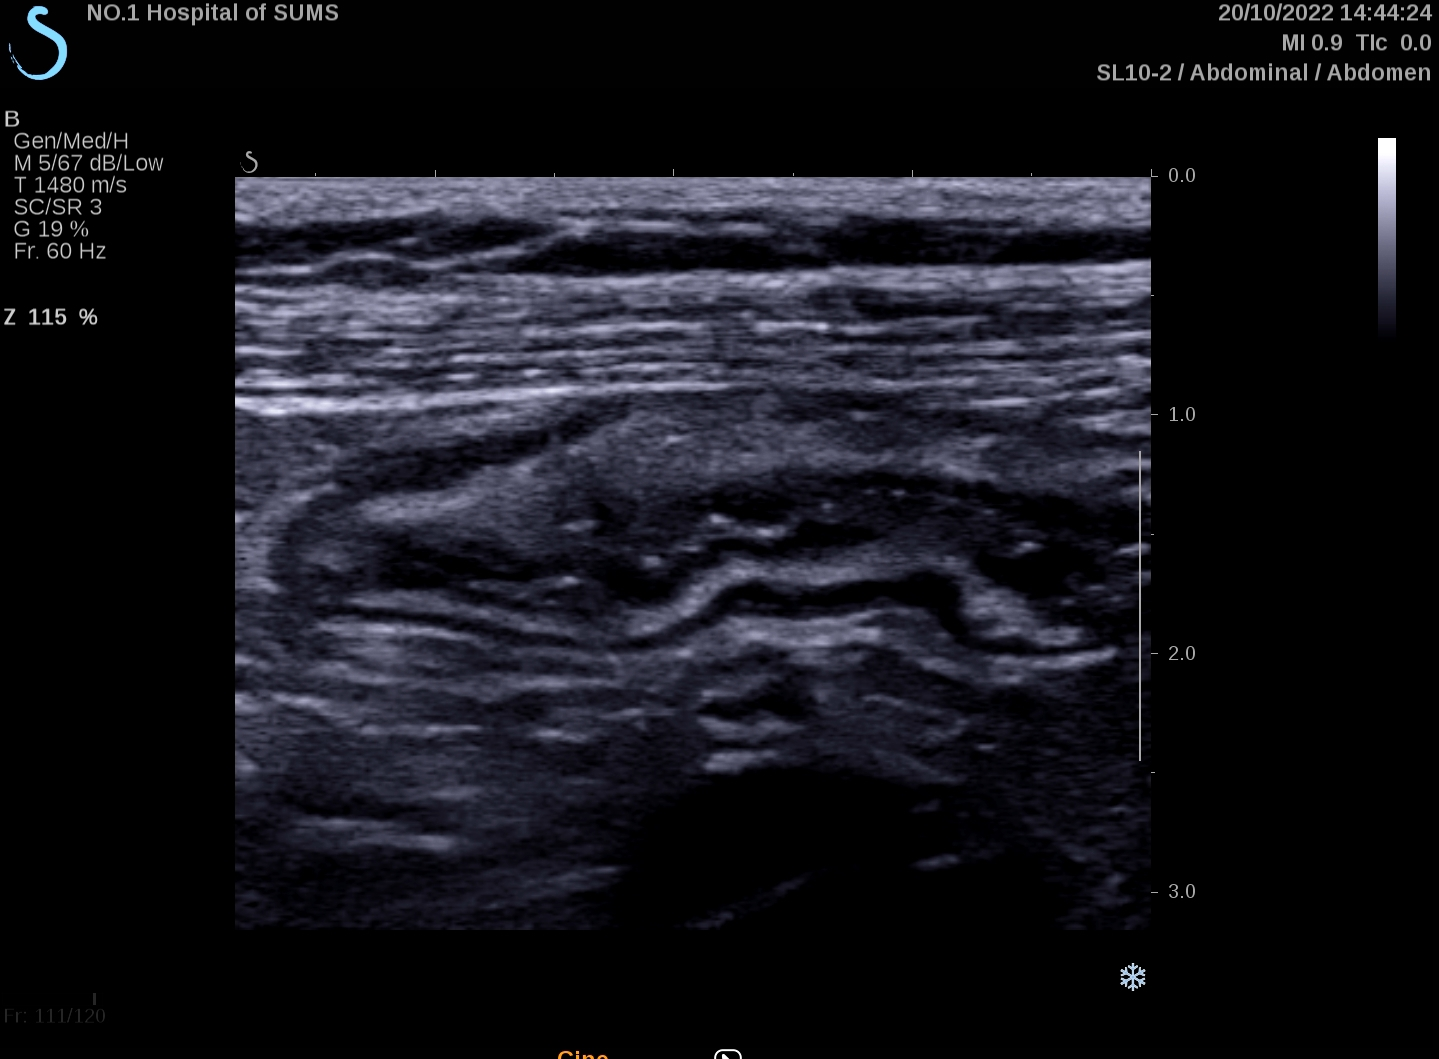 NO.1 Hospital of SUMS
20/10/2022 14:44:24
MI 0.9 TIc 0.0
SL10-2 / Abdominal / Abdomen
B
Gen/Med/H
M 5/67 dB/Low
T 1480 m/s
SC/SR 3
G 19 %
Fr. 60 Hz
Z 115 %
0.0
1.0
2.0
3.0
Fr: 111/120
Cine